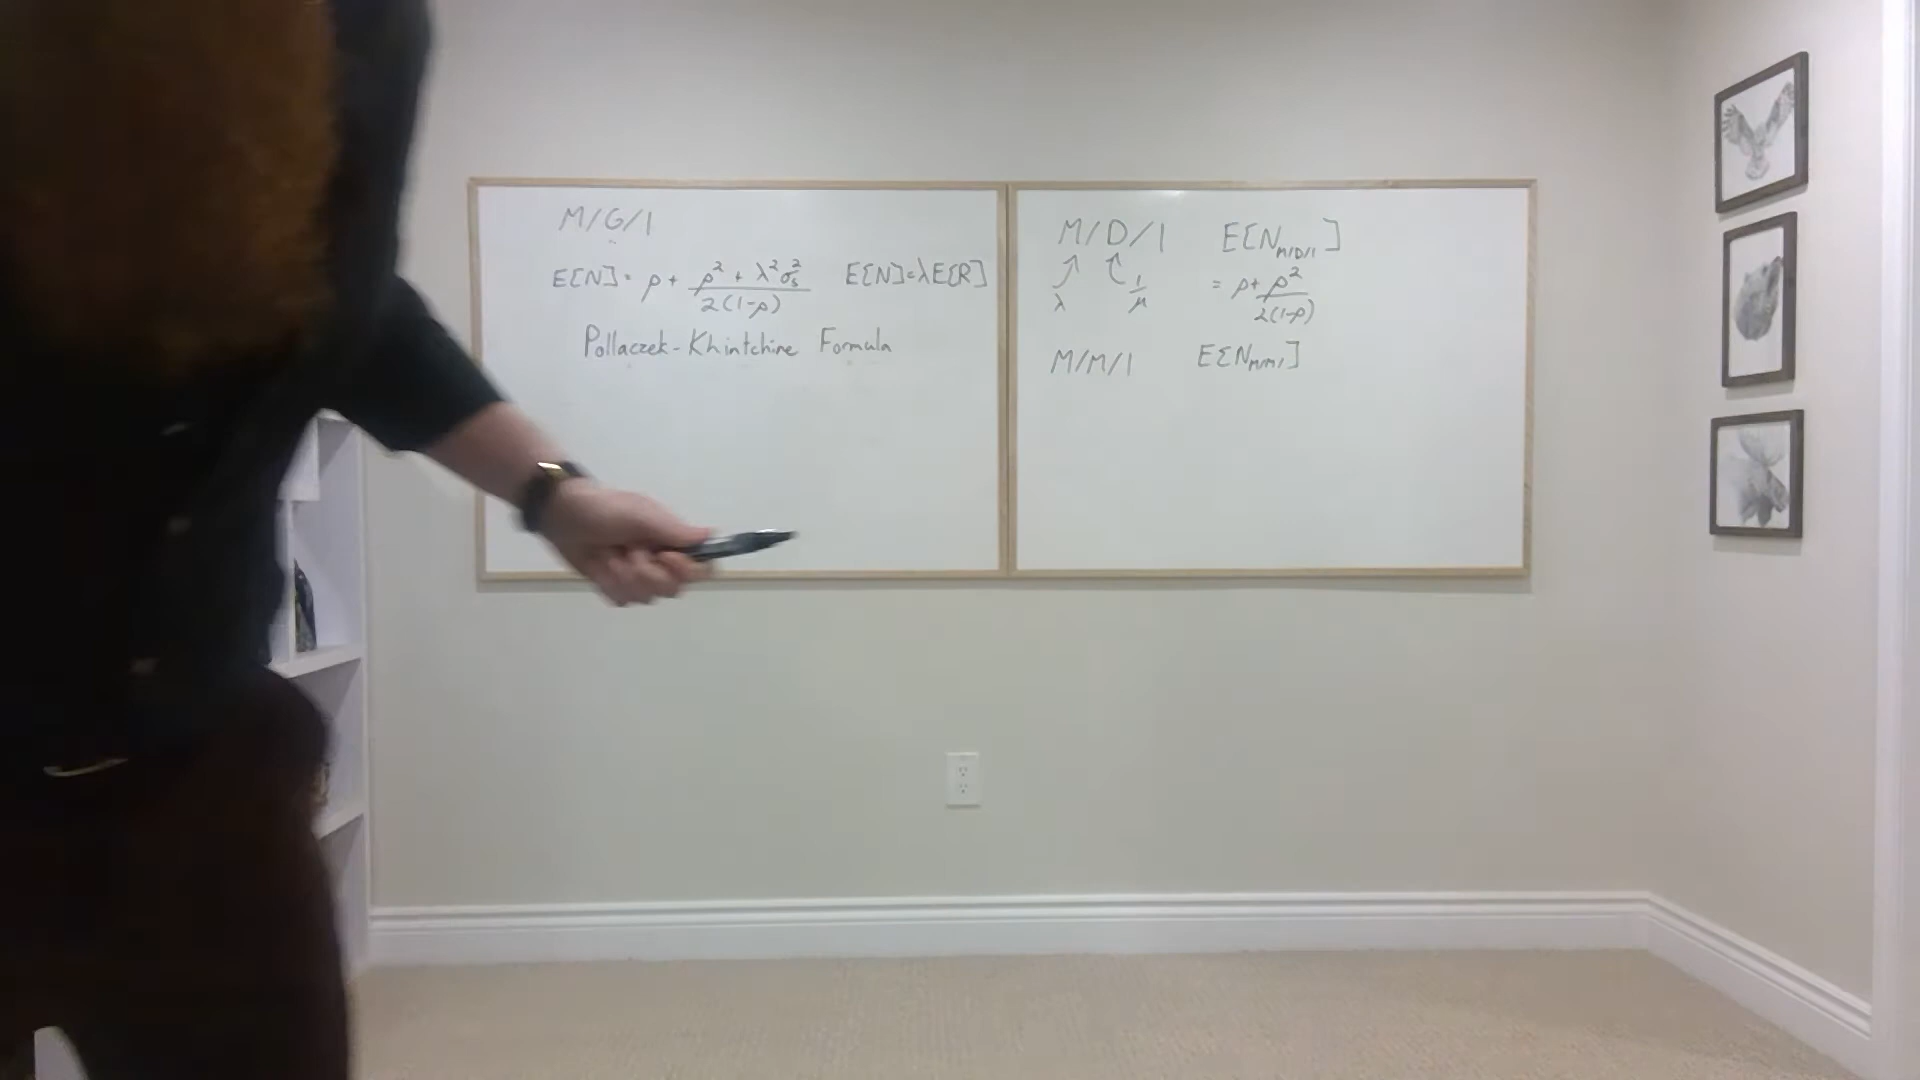 M/G/1
E[N] = ρ + ρ² + λ²σₛ² / 2(1-ρ) E[N]=λE[R]
Pollaczek-Khintchine Formula
M/D/1 E[N_M/D/1]
λ 1/μ = ρ + ρ² / 2(1-ρ)
M/M/1 E[N_M/M/1]